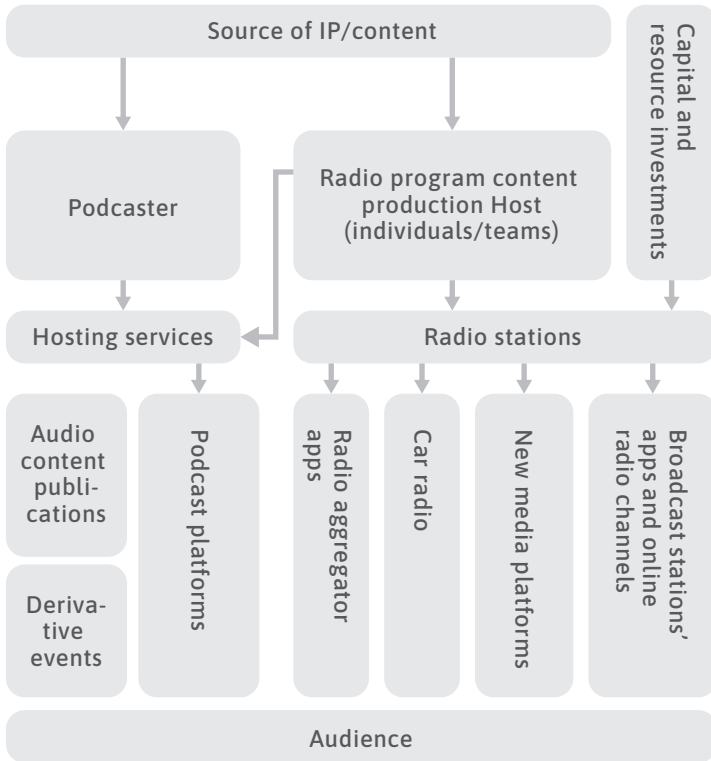 Source of IP/content
Capital and
resource investments
Podcaster
Radio program content
production Host
(individuals/teams)
Hosting services
Radio stations
Audio
content
publi-
cations
Deriva-
tive
events
Podcast platforms
Radio aggregator
apps
Car radio
New media platforms
Broadcast stations’
apps and online
radio channels
Audience